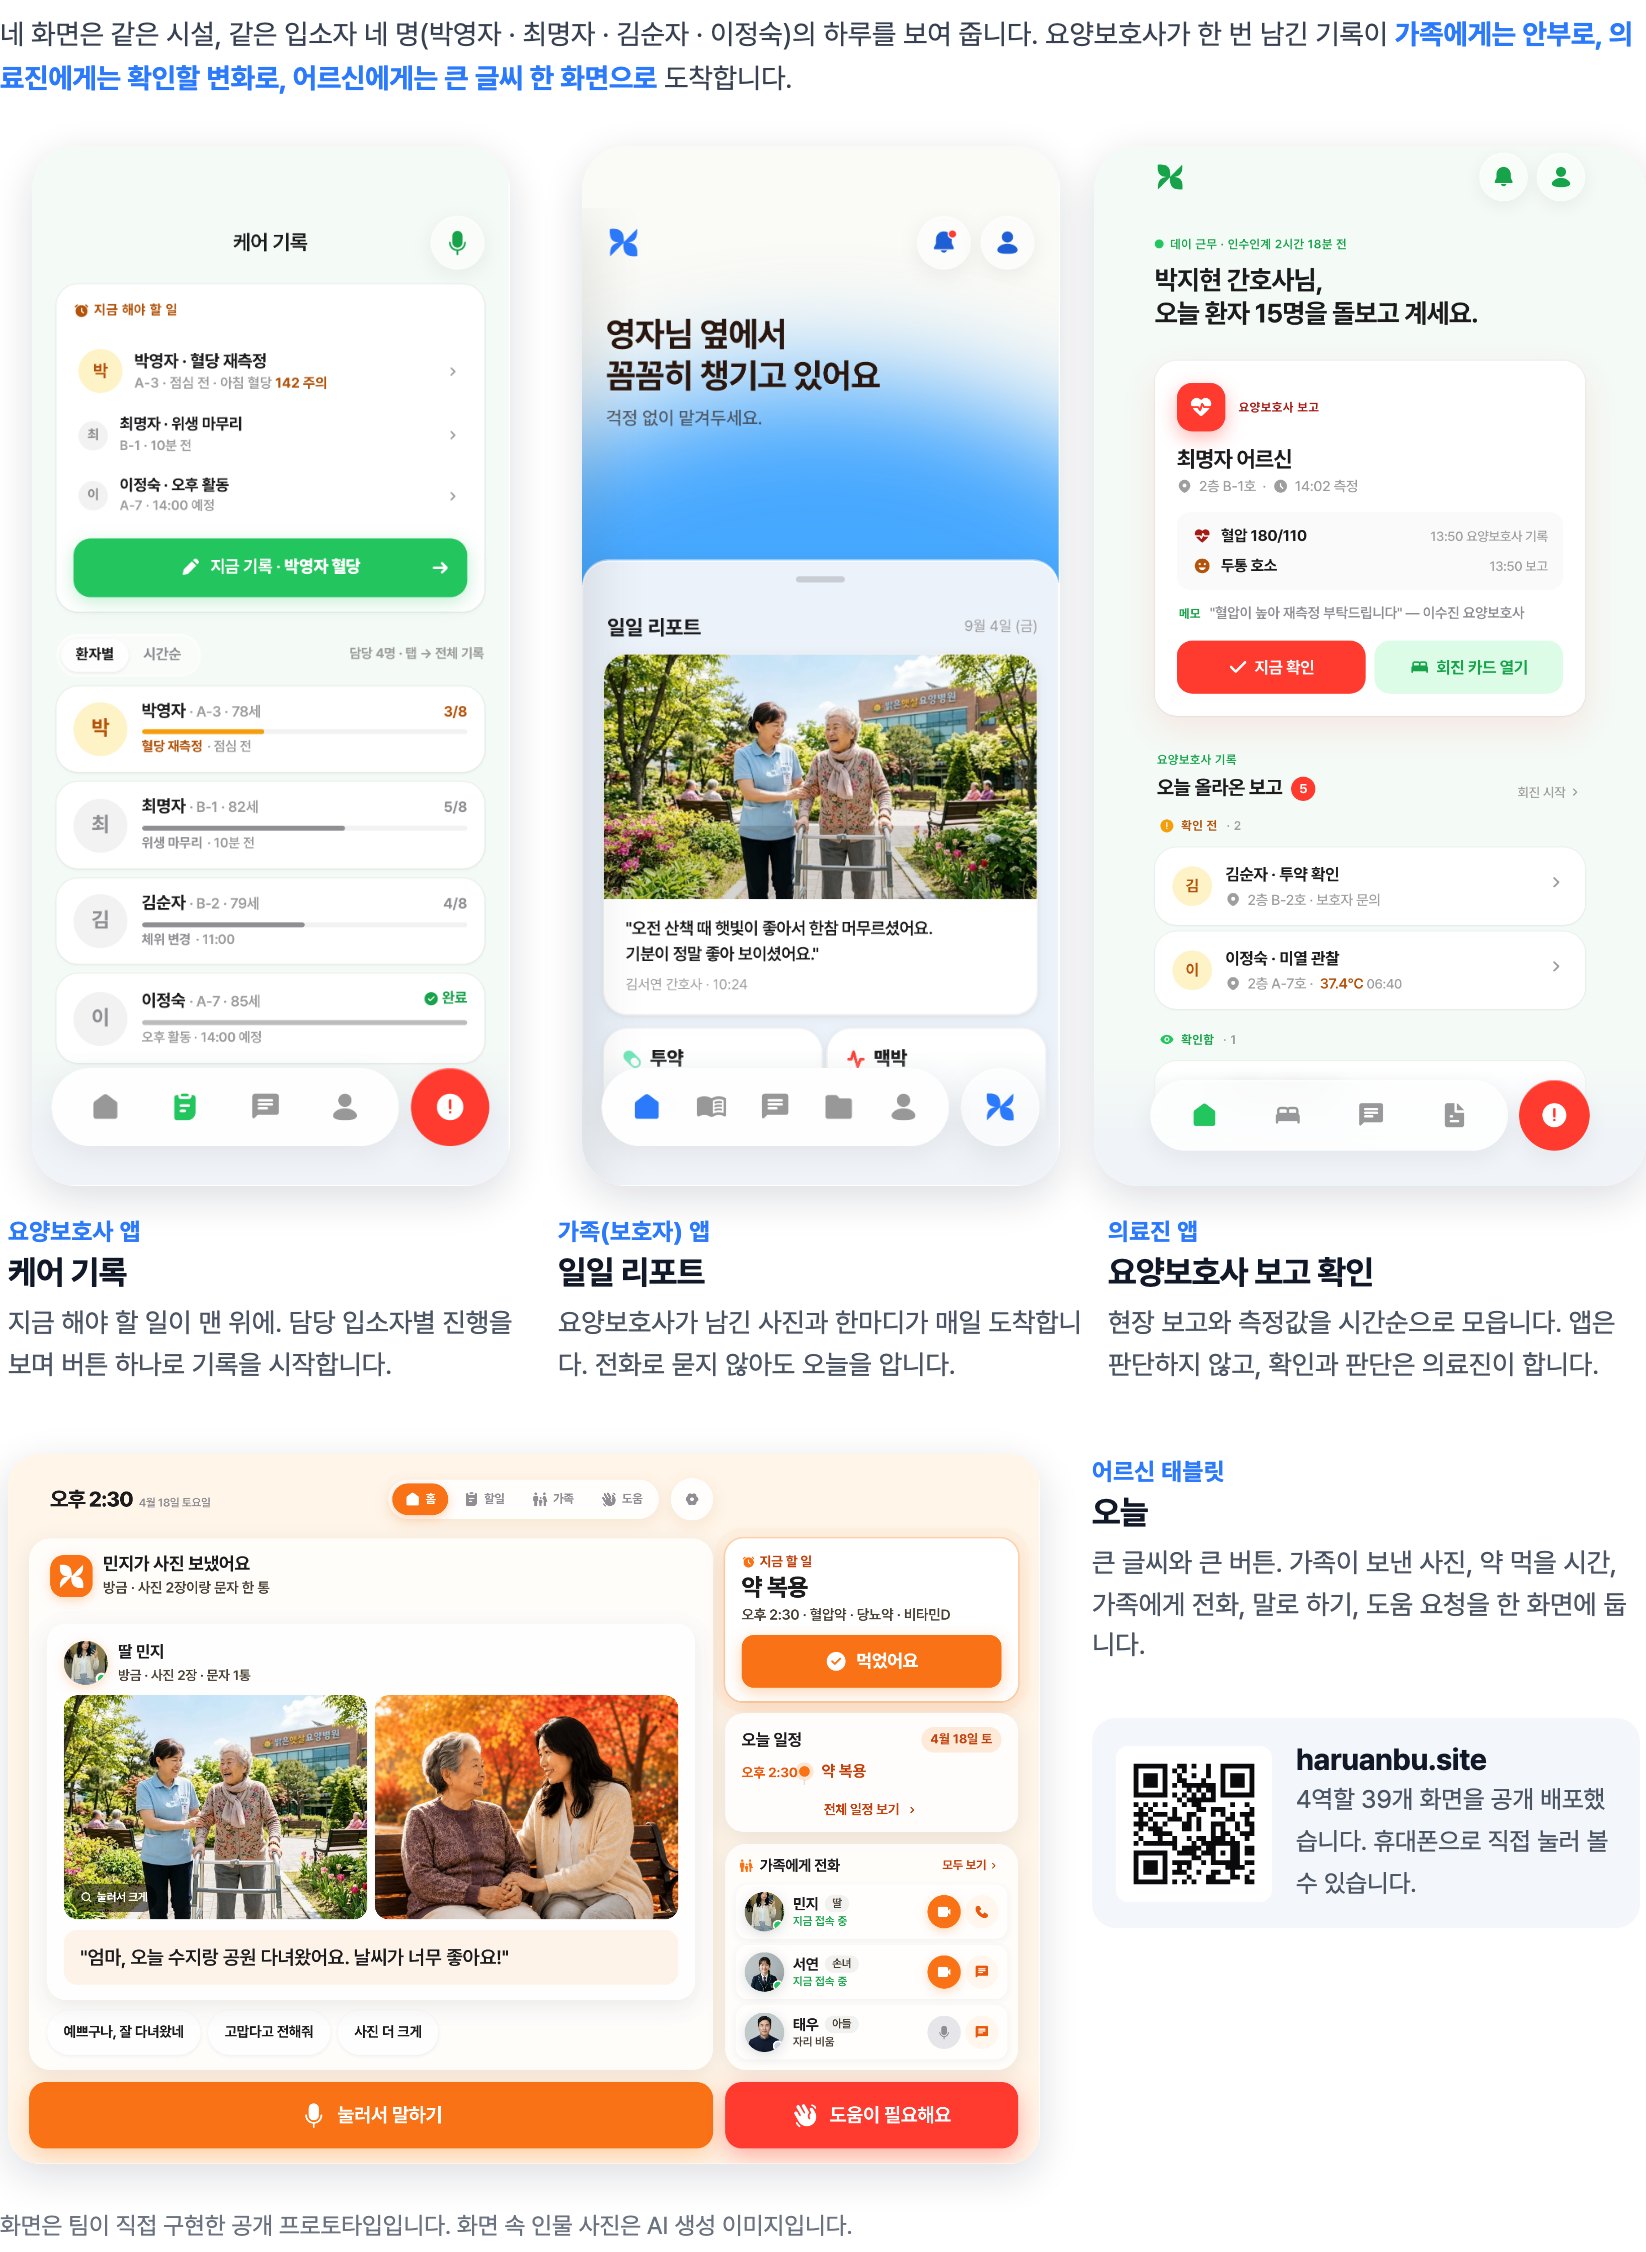 네 화면은 같은 시설, 같은 입소자 네 명(박영자 · 최명자 · 김순자 · 이정숙)의 하루를 보여 줍니다. 요양보호사가 한 번 남긴 기록이 가족에게는 안부로, 의
료진에게는 확인할 변화로, 어르신에게는 큰 글씨 한 화면으로 도착합니다.
케어 기록
지금 해야 할 일
박
박영자 · 혈당 재측정
A-3 · 점심 전 · 아침 혈당 142 주의
최
최명자 · 위생 마무리
B-1 · 10분 전
이
이정숙 · 오후 활동
A-7 · 14:00 예정
지금 기록 · 박영자 혈당
환자별
시간순
담당 4명 · 탭 → 전체 기록
박
박영자 · A-3 · 78세
3/8
혈당 재측정 · 점심 전
최
최명자 · B-1 · 82세
5/8
위생 마무리 · 10분 전
김
김순자 · B-2 · 79세
4/8
체위 변경 · 11:00
이
이정숙 · A-7 · 85세
완료
오후 활동 · 14:00 예정
요양보호사 앱
케어 기록
지금 해야 할 일이 맨 위에. 담당 입소자별 진행을
보며 버튼 하나로 기록을 시작합니다.
영자님 옆에서
꼼꼼히 챙기고 있어요
걱정 없이 맡겨두세요.
일일 리포트
9월 4일 (금)
밝은햇살요양병원
"오전 산책 때 햇빛이 좋아서 한참 머무르셨어요.
기분이 정말 좋아 보이셨어요."
김서연 간호사 · 10:24
투약
맥박
가족(보호자) 앱
일일 리포트
요양보호사가 남긴 사진과 한마디가 매일 도착합니
다. 전화로 묻지 않아도 오늘을 압니다.
데이 근무 · 인수인계 2시간 18분 전
박지현 간호사님,
오늘 환자 15명을 돌보고 계세요.
요양보호사 보고
최명자 어르신
2층 B-1호 · 14:02 측정
혈압 180/110
13:50 요양보호사 기록
두통 호소
13:50 보고
메모 "혈압이 높아 재측정 부탁드립니다" — 이수진 요양보호사
지금 확인
회진 카드 열기
요양보호사 기록
오늘 올라온 보고 5
회진 시작
확인 전 · 2
김
김순자 · 투약 확인
2층 B-2호 · 보호자 문의
이
이정숙 · 미열 관찰
2층 A-7호 · 37.4°C 06:40
확인함 · 1
의료진 앱
요양보호사 보고 확인
현장 보고와 측정값을 시간순으로 모읍니다. 앱은
판단하지 않고, 확인과 판단은 의료진이 합니다.
오후 2:30 4월 18일 토요일
홈
할일
가족
도움
민지가 사진 보냈어요
방금 · 사진 2장이랑 문자 한 통
딸 민지
방금 · 사진 2장 · 문자 1통
밝은햇살요양병원
눌러서 크게
"엄마, 오늘 수지랑 공원 다녀왔어요. 날씨가 너무 좋아요!"
예쁘구나, 잘 다녀왔네
고맙다고 전해줘
사진 더 크게
눌러서 말하기
지금 할 일
약 복용
오후 2:30 · 혈압약 · 당뇨약 · 비타민D
먹었어요
오늘 일정
4월 18일 토
오후 2:30 약 복용
전체 일정 보기
가족에게 전화
모두 보기
민지 딸
지금 접속 중
서연 손녀
지금 접속 중
태우 아들
자리 비움
도움이 필요해요
어르신 태블릿
오늘
큰 글씨와 큰 버튼. 가족이 보낸 사진, 약 먹을 시간,
가족에게 전화, 말로 하기, 도움 요청을 한 화면에 둡
니다.
haruanbu.site
4역할 39개 화면을 공개 배포했
습니다. 휴대폰으로 직접 눌러 볼
수 있습니다.
화면은 팀이 직접 구현한 공개 프로토타입입니다. 화면 속 인물 사진은 AI 생성 이미지입니다.